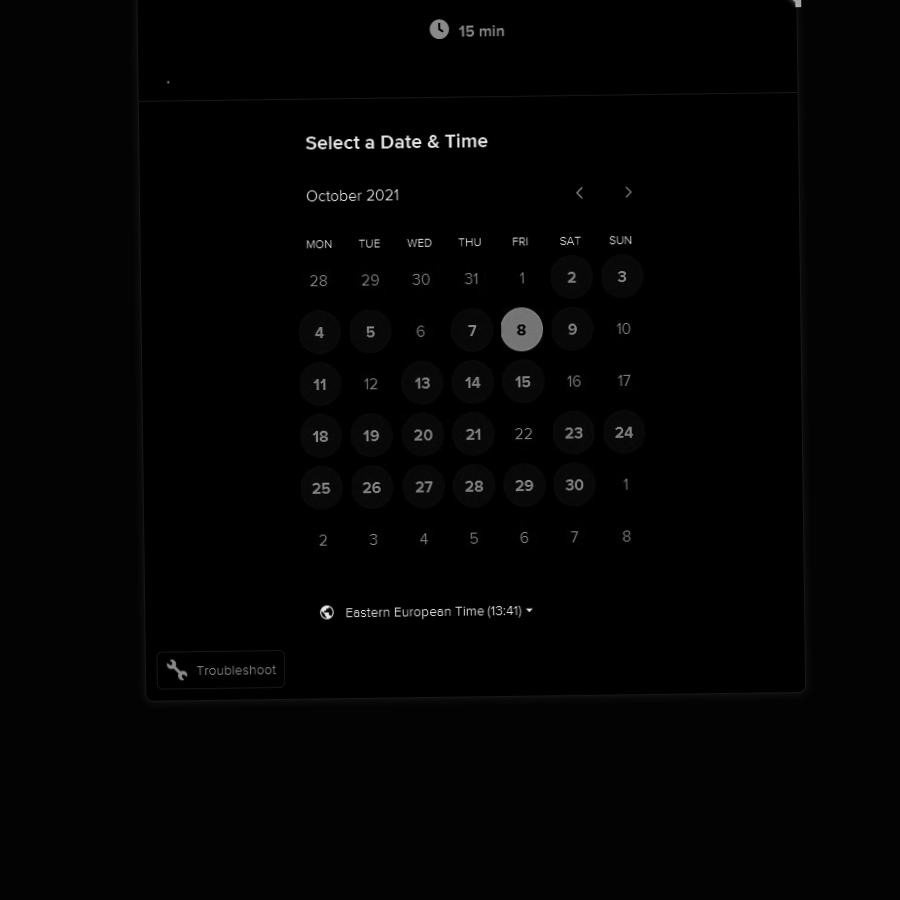 15 min
.
Select a Date & Time
October 2021
MON TUE WED THU FRI SAT SUN
28 29 30 31 1 2 3
4 5 6 7 8 9 10
11 12 13 14 15 16 17
18 19 20 21 22 23 24
25 26 27 28 29 30 1
2 3 4 5 6 7 8
Eastern European Time (13:41)
Troubleshoot